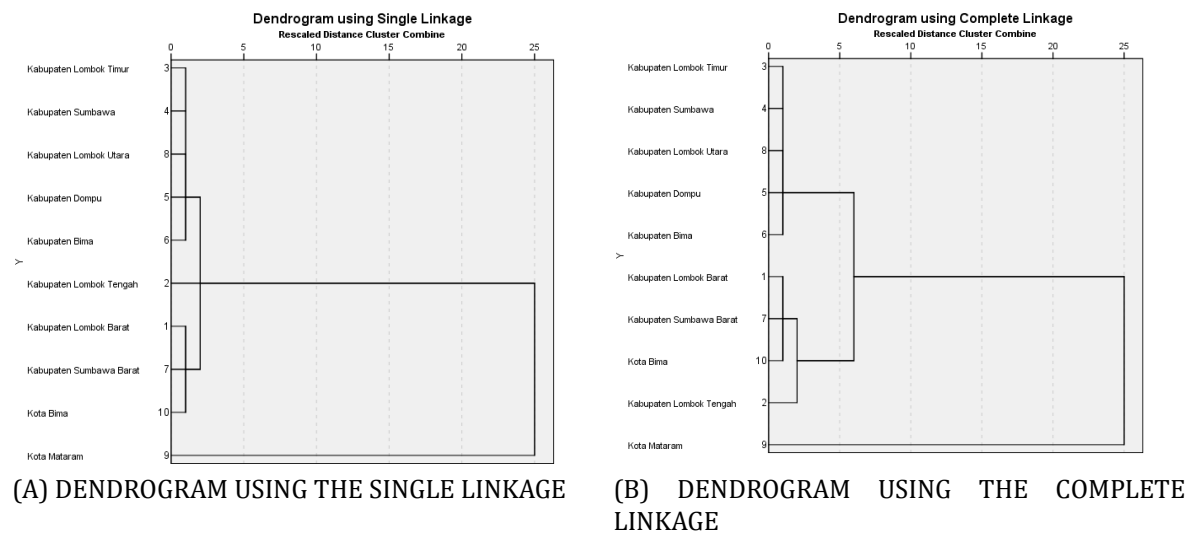 Dendrogram using Single Linkage
Rescaled Distance Cluster Combine
0 5 10 15 20 25
Kabupaten Lombok Timur 3
Kabupaten Sumbawa 4
Kabupaten Lombok Utara 8
Kabupaten Dompu 5
Kabupaten Bima 6
Y
Kabupaten Lombok Tengah 2
Kabupaten Lombok Barat 1
Kabupaten Sumbawa Barat 7
Kota Bima 10
Kota Mataram 9
(A) DENDROGRAM USING THE SINGLE LINKAGE
Dendrogram using Complete Linkage
Rescaled Distance Cluster Combine
0 5 10 15 20 25
Kabupaten Lombok Timur 3
Kabupaten Sumbawa 4
Kabupaten Lombok Utara 8
Kabupaten Dompu 5
Kabupaten Bima 6
Y
Kabupaten Lombok Barat 1
Kabupaten Sumbawa Barat 7
Kota Bima 10
Kabupaten Lombok Tengah 2
Kota Mataram 9
(B) DENDROGRAM USING THE COMPLETE
LINKAGE